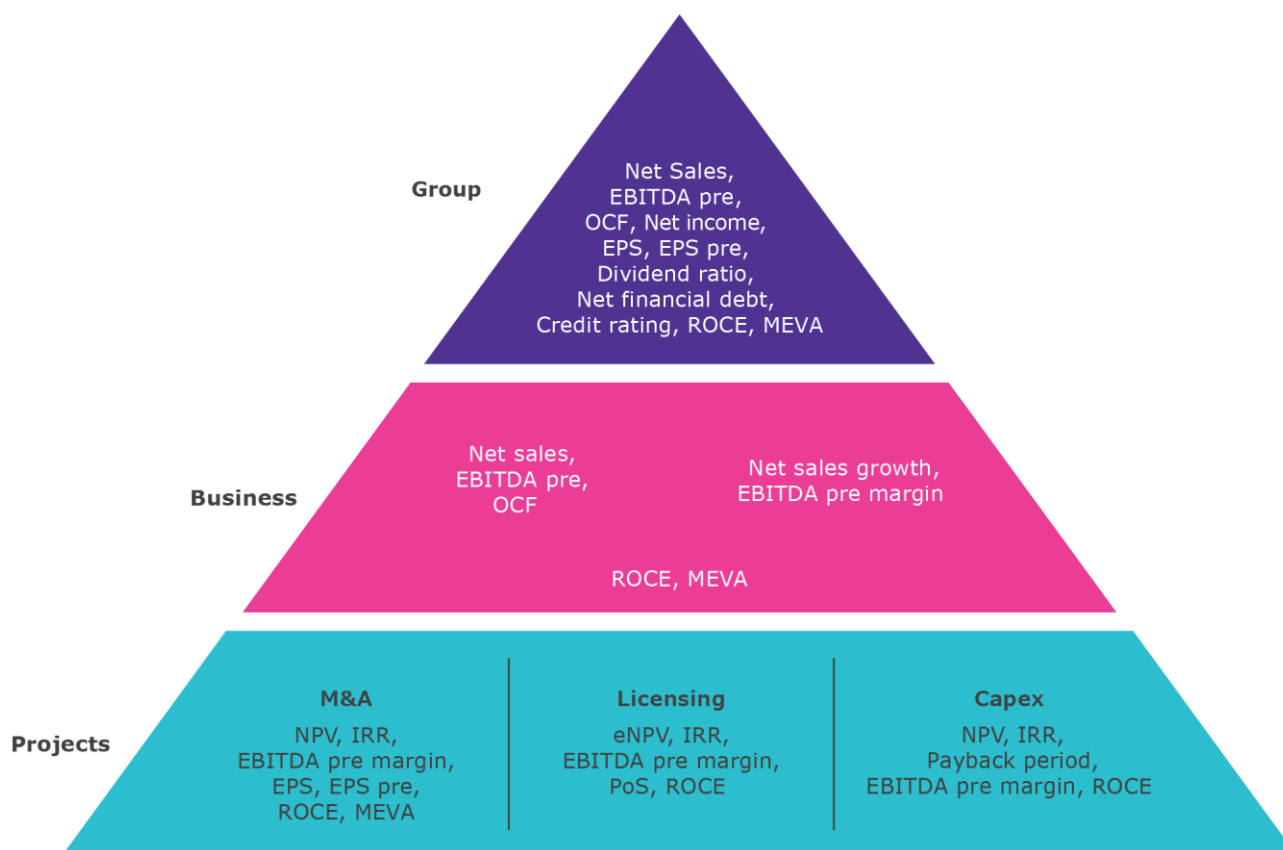 Group
Net Sales,
EBITDA pre,
OCF, Net income,
EPS, EPS pre,
Dividend ratio,
Net financial debt,
Credit rating, ROCE, MEVA
Business
Net sales,
EBITDA pre,
OCF
Net sales growth,
EBITDA pre margin
ROCE, MEVA
Projects
M&A
NPV, IRR,
EBITDA pre margin,
EPS, EPS pre,
ROCE, MEVA
Licensing
eNPV, IRR,
EBITDA pre margin,
PoS, ROCE
Capex
NPV, IRR,
Payback period,
EBITDA pre margin, ROCE